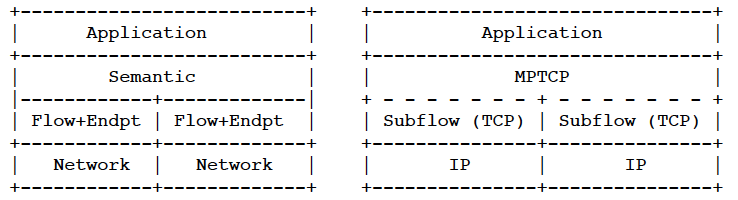 +---------------------------+    +-------------------------------+
|      Application          |    |          Application          |
+---------------------------+    +-------------------------------+
|        Semantic           |    |             MPTCP             |
|------------+-------------|    + - - - - - - - + - - - - - - - +
| Flow+Endpt | Flow+Endpt  |    | Subflow (TCP) | Subflow (TCP) |
+------------+-------------+    +---------------+---------------+
|   Network  |   Network   |    |       IP      |       IP      |
+------------+-------------+    +---------------+---------------+